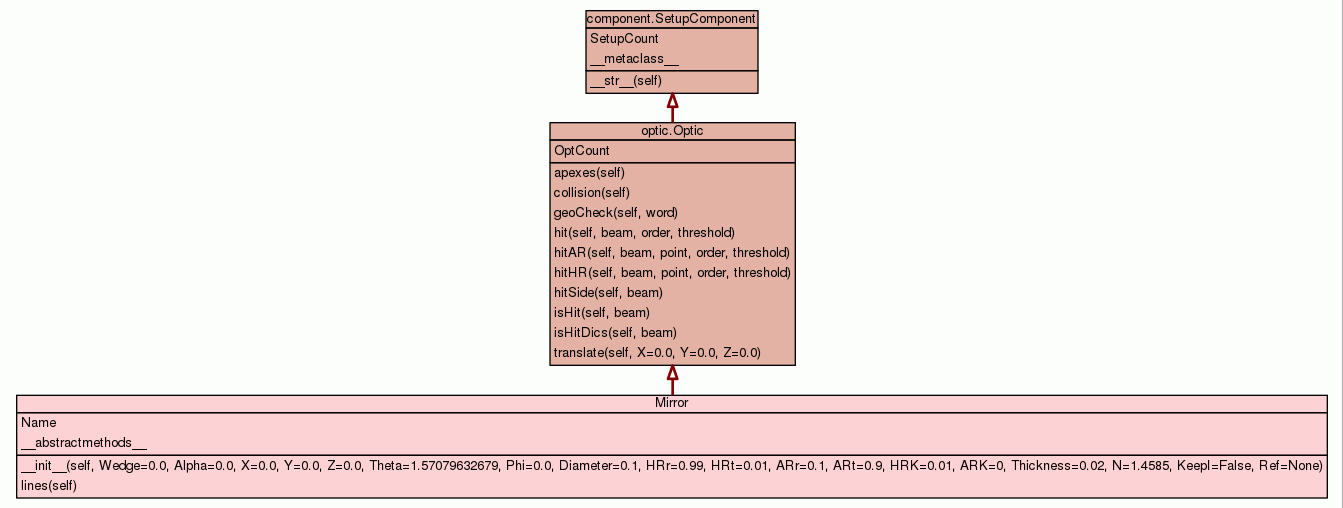 component.SetupComponent
SetupCount
__metaclass__
__str__(self)
optic.Optic
OptCount
apexes(self)
collision(self)
geoCheck(self, word)
hit(self, beam, order, threshold)
hitAR(self, beam, point, order, threshold)
hitHR(self, beam, point, order, threshold)
hitSide(self, beam)
isHit(self, beam)
isHitDics(self, beam)
translate(self, X=0.0, Y=0.0, Z=0.0)
Mirror
Name
__abstractmethods__
__init__(self, Wedge=0.0, Alpha=0.0, X=0.0, Y=0.0, Z=0.0, Theta=1.57079632679, Phi=0.0, Diameter=0.1, HRr=0.99, HRt=0.01, ARr=0.1, ARt=0.9, HRK=0.01, ARK=0, Thickness=0.02, N=1.4585, KeepI=False, Ref=None)
lines(self)